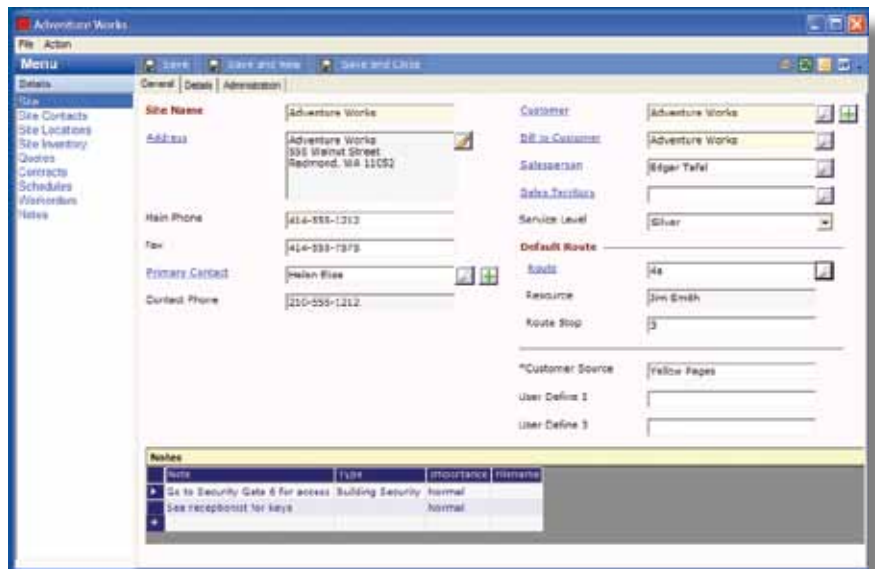 Adventure Works
File Action
Menu
Save Save and New Save and Close
Details
Site
Site Contacts
Site Locations
Site Inventory
Quotes
Contracts
Schedules
Workorders
Notes
General Details Administration
Site Name Adventure Works
Address Adventure Works
555 Walnut Street
Redmond, WA 11052
Main Phone 414-555-1212
Fax
Primary Contact
Contact Phone 210-555-1212
Customer Adventure Works
Bill to Customer Adventure Works
Salesperson Edgar Tafel
Sales Territory
Service Level Silver
Default Route
Route 4a
Resource Jim Smith
Route Stop 3
*Customer Source Yellow Pages
User Define 2
User Define 3
Notes
Note Type Importance Filename
Go to Security Gate 6 for access Building Security Normal
See receptionist for keys Normal